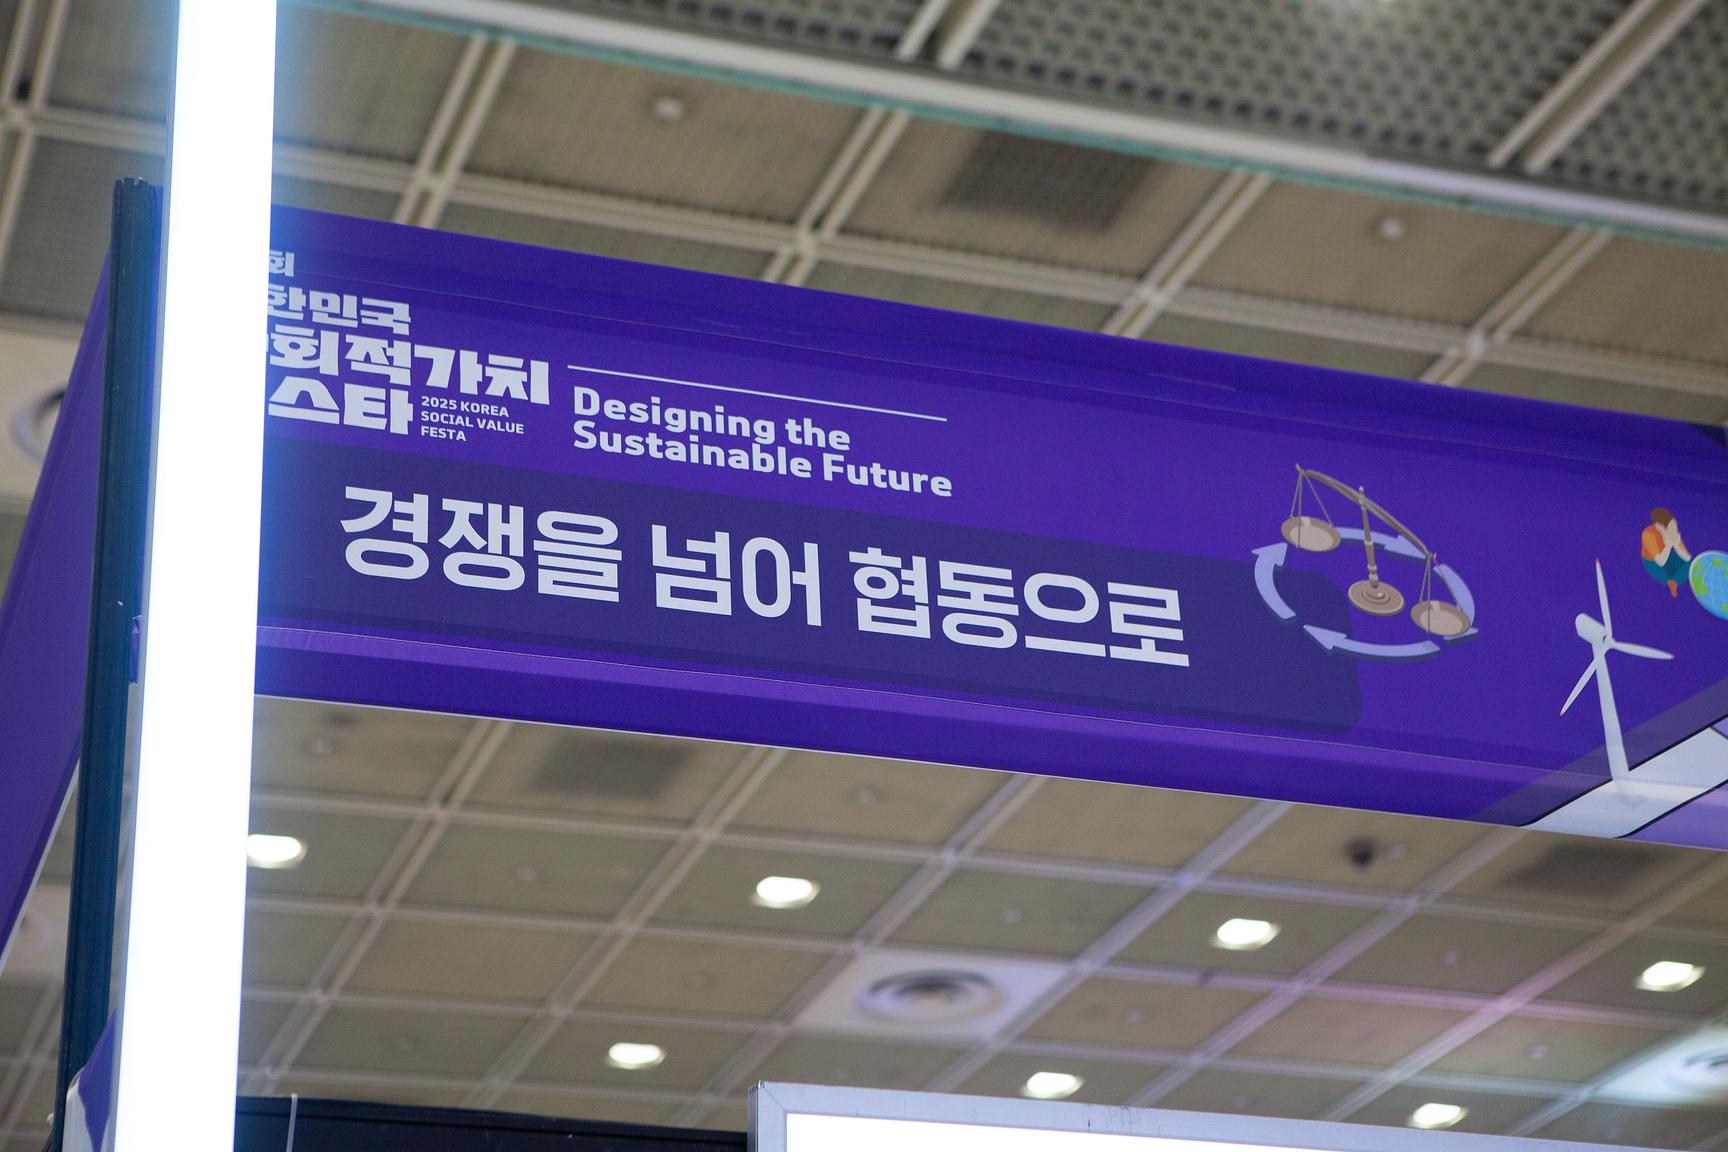 회
한민국
회적가치
스타
2025 KOREA
SOCIAL VALUE
FESTA
Designing the
Sustainable Future
경쟁을 넘어 협동으로